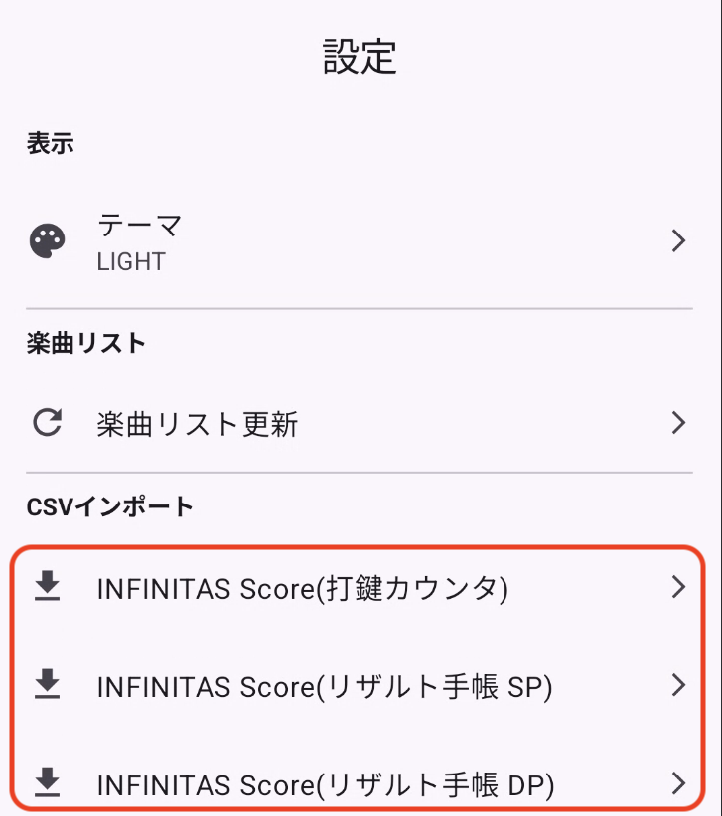 設定
表示
テーマ
LIGHT
楽曲リスト
楽曲リスト更新
CSVインポート
INFINITAS Score(打鍵カウンタ)
INFINITAS Score(リザルト手帳 SP)
INFINITAS Score(リザルト手帳 DP)